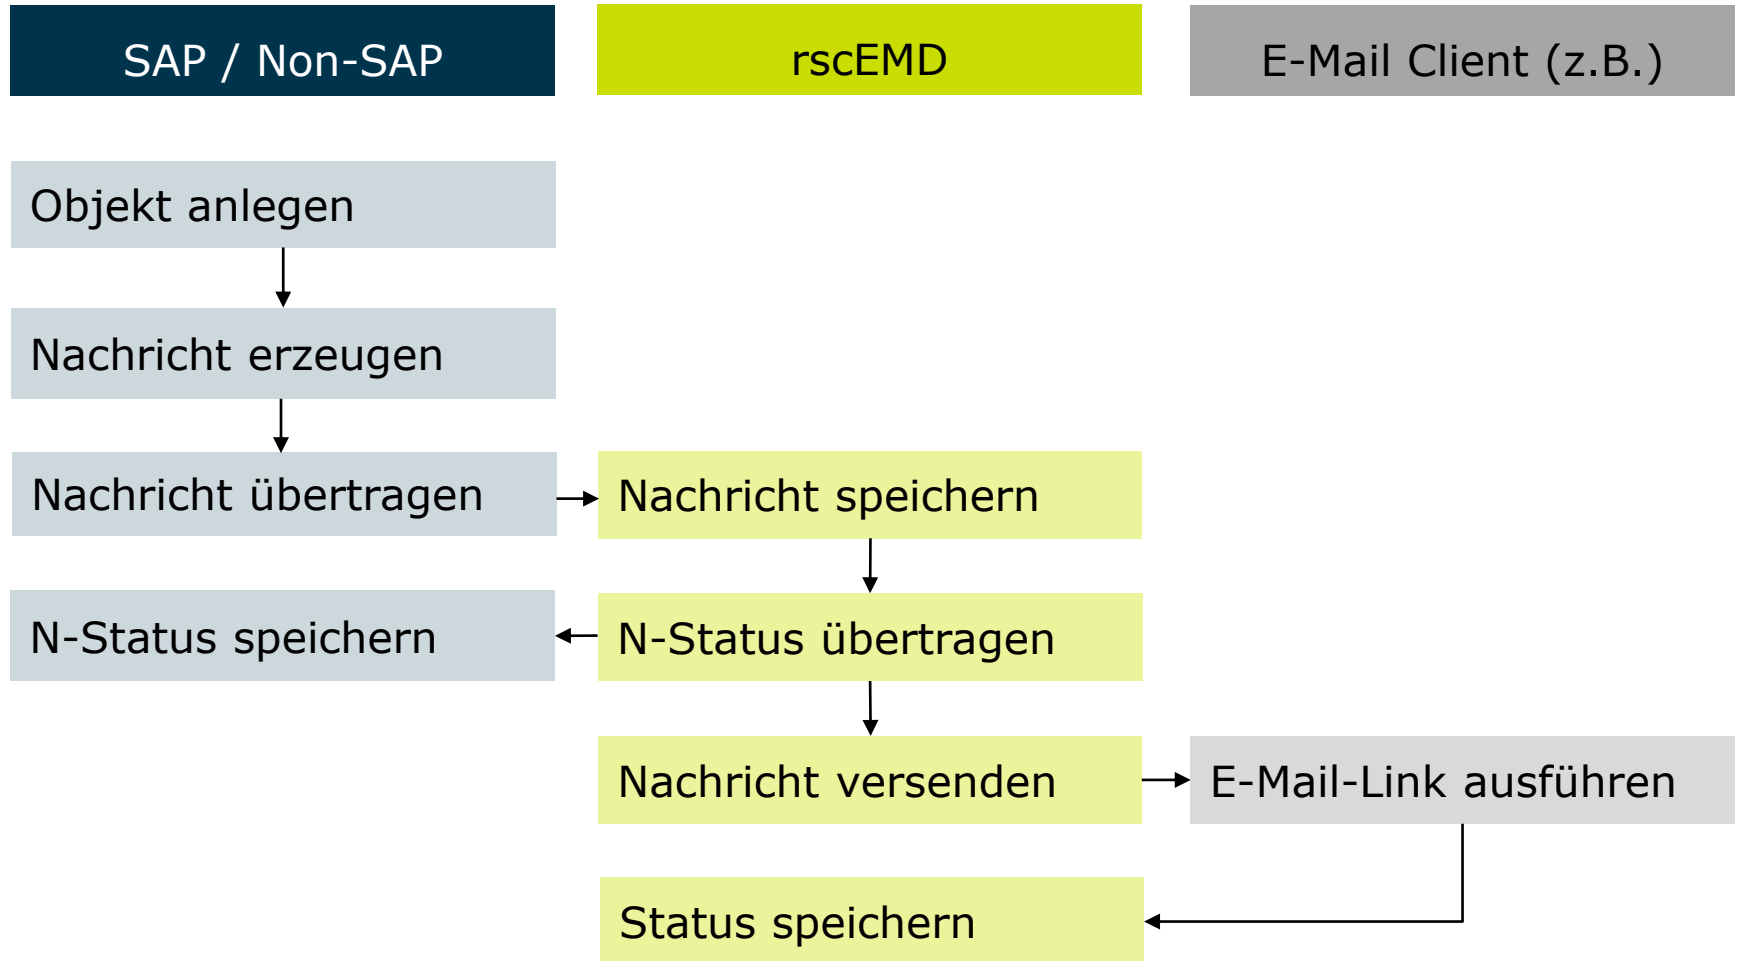 SAP / Non-SAP
rscEMD
E-Mail Client (z.B.)
Objekt anlegen
Nachricht erzeugen
Nachricht übertragen
Nachricht speichern
N-Status speichern
N-Status übertragen
Nachricht versenden
E-Mail-Link ausführen
Status speichern